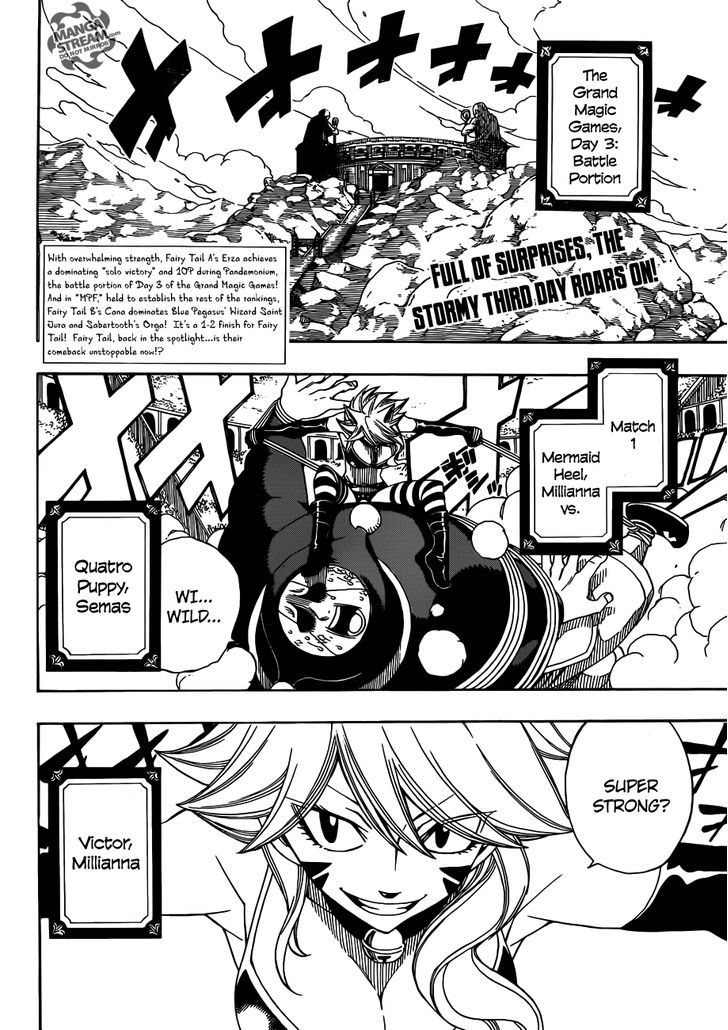 MANGA
STREAM.com
DO NOT MIRROR
The
Grand
Magic
Games,
Day 3:
Battle
Portion
FULL OF SURPRISES, THE
STORMY THIRD DAY ROARS ON!
With overwhelming strength, Fairy Tail A's Erza achieves
a dominating "solo victory" and 10P during Pandemonium,
the battle portion of Day 3 of the Grand Magic Games!
And in "MPF," held to establish the rest of the rankings,
Fairy Tail B's Cana dominates Blue Pegasus' Wizard Saint
Jura and Sabertooth's Orga! It's a 1-2 finish for Fairy
Tail! Fairy Tail, back in the spotlight...is their
comeback unstoppable now!?
Match
1
Mermaid
Heel,
Millianna
vs.
Quatro
Puppy,
Semas
WI...
WILD...
SUPER
STRONG?
Victor,
Millianna